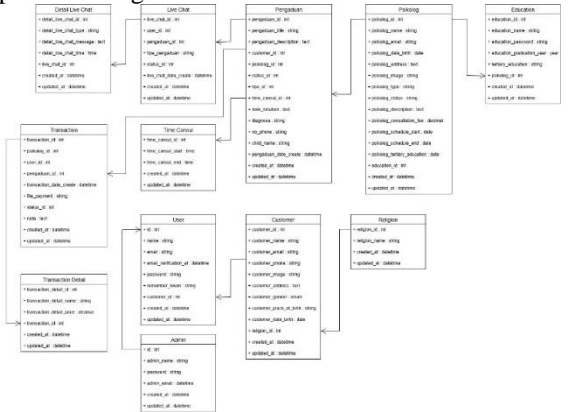 Detail Live Chat
+ detail_live_chat_id : int
+ detail_live_chat_type : string
+ detail_live_chat_message : text
+ detail_live_chat_time : time
+ live_chat_id : int
+ created_at : datetime
+ updated_at : datetime
Live Chat
+ live_chat_id : int
+ user_id : int
+ pengaduan_id : int
+ tipe_pengaduan : string
+ status_id : int
+ live_chat_date_create : datetime
+ created_at : datetime
+ updated_at : datetime
Pengaduan
+ pengaduan_id : int
+ pengaduan_title : string
+ pengaduan_description : text
+ customer_id : int
+ psikolog_id : int
+ status_id : int
+ tipe_id : int
+ time_consul_id : int
+ note_solution : text
+ diagnosa : string
+ no_phone : string
+ child_name : string
+ pengaduan_date_create : datetime
+ created_at : datetime
+ updated_at : datetime
Psikolog
+ psikolog_id : int
+ psikolog_name : string
+ psikolog_email : string
+ psikolog_date_birth : date
+ psikolog_address : text
+ psikolog_image : string
+ psikolog_type : string
+ psikolog_status : string
+ psikolog_description : text
+ psikolog_consultation_fee : decimal
+ psikolog_schedule_start : date
+ psikolog_schedule_end : date
+ psikolog_tertiary_education : date
+ education_id : int
+ created_at : datetime
+ updated_at : datetime
Education
+ education_id : int
+ education_name : string
+ education_password : string
+ education_graduation_year : year
+ tertiary_education : string
+ psikolog_id : int
+ created_at : datetime
+ updated_at : datetime
Transaction
+ transaction_id : int
+ psikolog_id : int
+ user_id : int
+ pengaduan_id : int
+ transaction_date_create : datetime
+ file_payment : string
+ status_id : int
+ note : text
+ created_at : datetime
+ updated_at : datetime
Time Consul
+ time_consul_id : int
+ time_consul_start : time
+ time_consul_end : time
+ created_at : datetime
+ updated_at : datetime
Transaction Detail
+ transaction_detail_id : int
+ transaction_detail_name : string
+ transaction_detail_price : decimal
+ transaction_id : int
+ created_at : datetime
+ updated_at : datetime
User
+ id : int
+ name : string
+ email : string
+ email_verification_at : datetime
+ password : string
+ remember_token : string
+ customer_id : int
+ created_at : datetime
+ updated_at : datetime
Customer
+ customer_id : int
+ customer_name : string
+ customer_email : string
+ customer_phone : string
+ customer_image : string
+ customer_address : text
+ customer_gender : enum
+ customer_place_of_birth : string
+ customer_date_birth : date
+ religion_id : int
+ created_at : datetime
+ updated_at : datetime
Religion
+ religion_id : int
+ religion_name : string
+ created_at : datetime
+ updated_at : datetime
Admin
+ id : int
+ admin_name : string
+ password : string
+ admin_email : datetime
+ created_at : datetime
+ updated_at : datetime